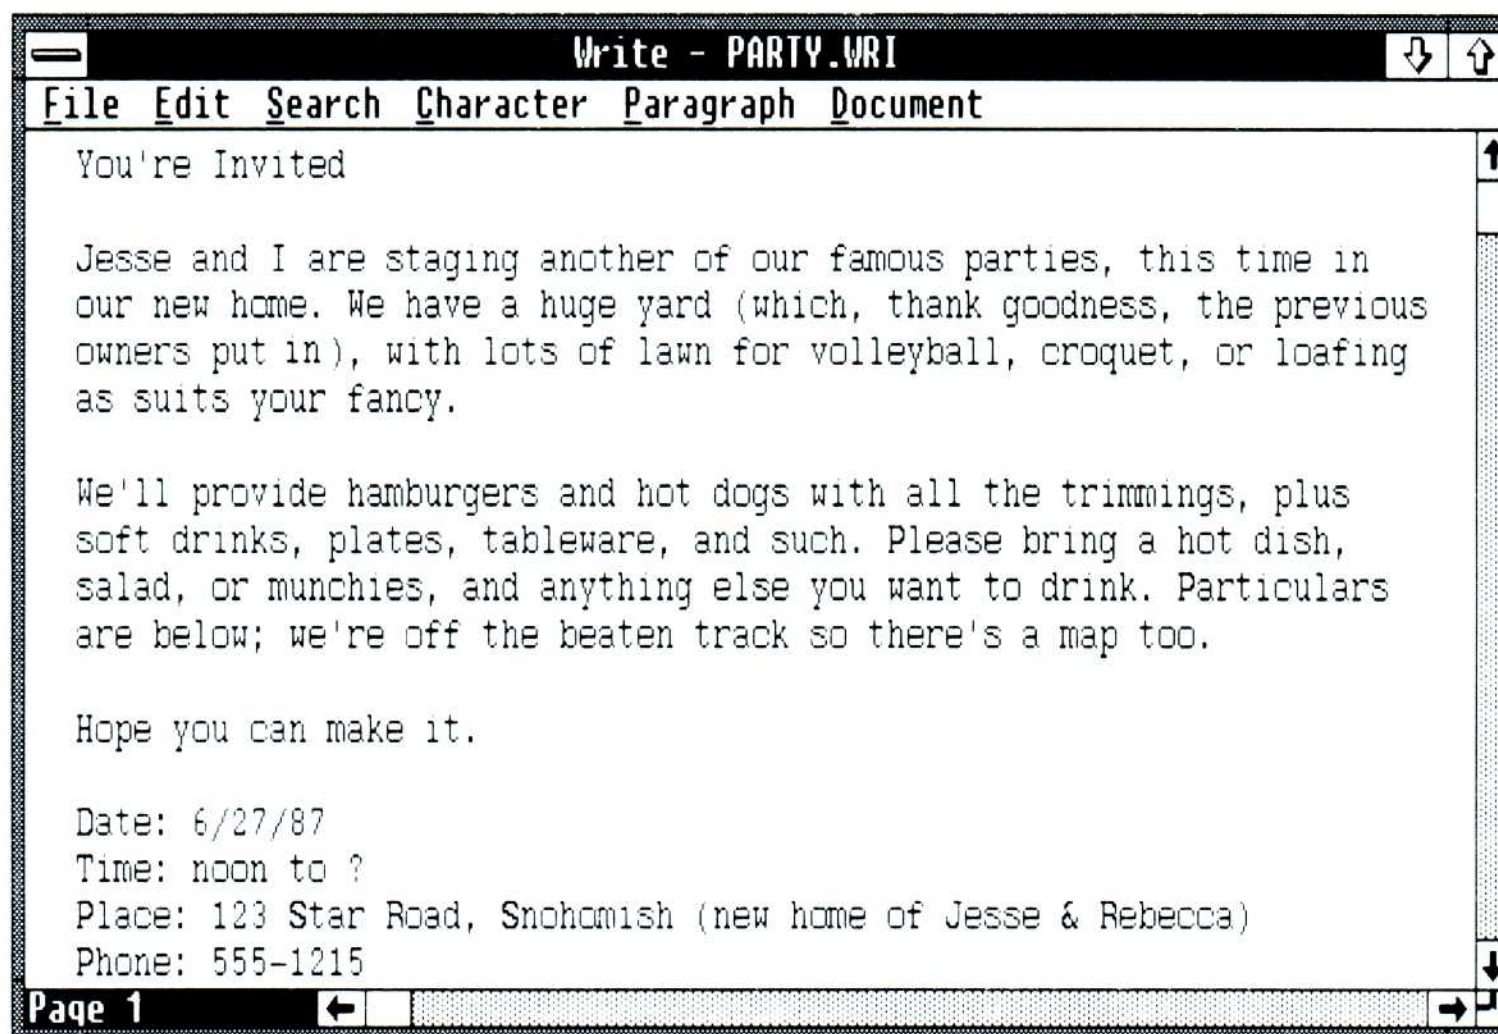 Write - PARTY.WRI
File Edit Search Character Paragraph Document
You're Invited
Jesse and I are staging another of our famous parties, this time in
our new home. We have a huge yard (which, thank goodness, the previous
owners put in), with lots of lawn for volleyball, croquet, or loafing
as suits your fancy.
We'll provide hamburgers and hot dogs with all the trimmings, plus
soft drinks, plates, tableware, and such. Please bring a hot dish,
salad, or munchies, and anything else you want to drink. Particulars
are below; we're off the beaten track so there's a map too.
Hope you can make it.
Date: 6/27/87
Time: noon to ?
Place: 123 Star Road, Snohomish (new home of Jesse & Rebecca)
Phone: 555-1215
Page 1